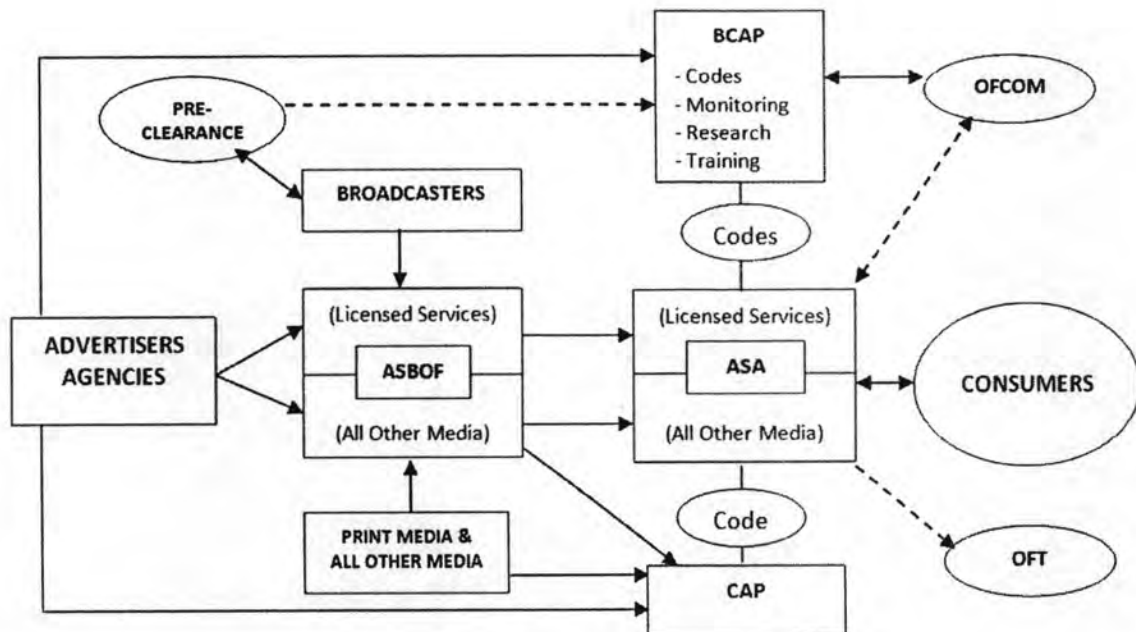 BCAP
- Codes
- Monitoring
- Research
- Training
OFCOM
PRE-
CLEARANCE
BROADCASTERS
Codes
(Licensed Services)
ASBOF
(All Other Media)
(Licensed Services)
ASA
(All Other Media)
ADVERTISERS
AGENCIES
CONSUMERS
PRINT MEDIA &
ALL OTHER MEDIA
Code
OFT
CAP